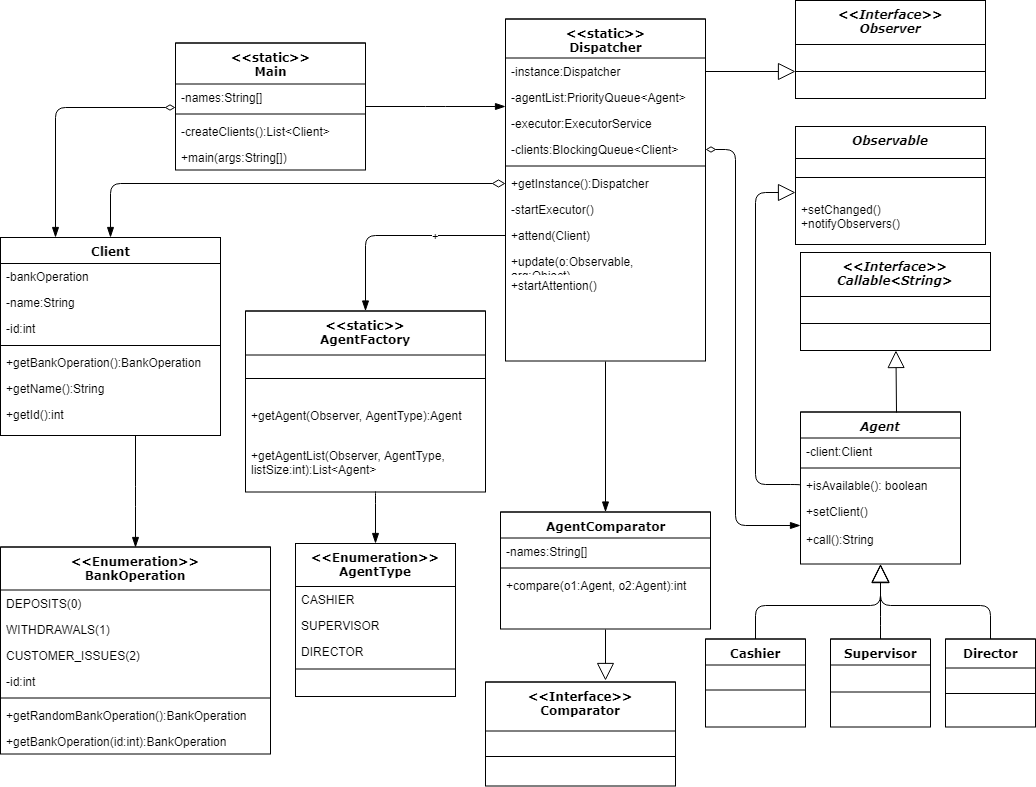 <<static>>
Main
-names:String[]
-createClients():List<Client>
+main(args:String[])
<<static>>
Dispatcher
-instance:Dispatcher
-agentList:PriorityQueue<Agent>
-executor:ExecutorService
-clients:BlockingQueue<Client>
+getInstance():Dispatcher
-startExecutor()
+attend(Client)
+update(o:Observable,
arg:Object)
+startAttention()
<<Interface>>
Observer
Observable
+setChanged()
+notifyObservers()
<<Interface>>
Callable<String>
Client
-bankOperation
-name:String
-id:int
+getBankOperation():BankOperation
+getName():String
+getId():int
+
<<static>>
AgentFactory
+getAgent(Observer, AgentType):Agent
+getAgentList(Observer, AgentType,
listSize:int):List<Agent>
Agent
-client:Client
+isAvailable(): boolean
+setClient()
+call():String
<<Enumeration>>
BankOperation
DEPOSITS(0)
WITHDRAWALS(1)
CUSTOMER_ISSUES(2)
-id:int
+getRandomBankOperation():BankOperation
+getBankOperation(id:int):BankOperation
<<Enumeration>>
AgentType
CASHIER
SUPERVISOR
DIRECTOR
AgentComparator
-names:String[]
+compare(o1:Agent, o2:Agent):int
<<Interface>>
Comparator
Cashier
Supervisor
Director